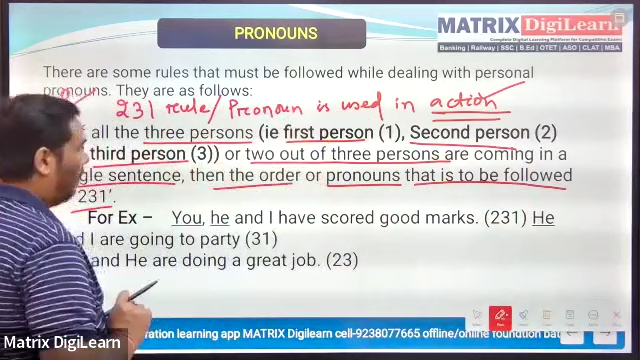 PRONOUNS
MATRIX DigiLearn
Complete Digital Learning Platform for Competitive Exams
Banking | Railway | SSC | B.Ed | OTET | ASO | CLAT | MBA
There are some rules that must be followed while dealing with personal
pronouns. They are as follows:
231 rule/ Pronoun is used in action
all the three persons (ie first person (1), Second person (2)
third person (3)) or two out of three persons are coming in a
gle sentence, then the order or pronouns that is to be followed
'231'.
For Ex – You, he and I have scored good marks. (231) He
I are going to party (31)
and He are doing a great job. (23)
ration learning app MATRIX Digilearn cell-9238077665 offline/online foundtion bat
Matrix DigiLearn